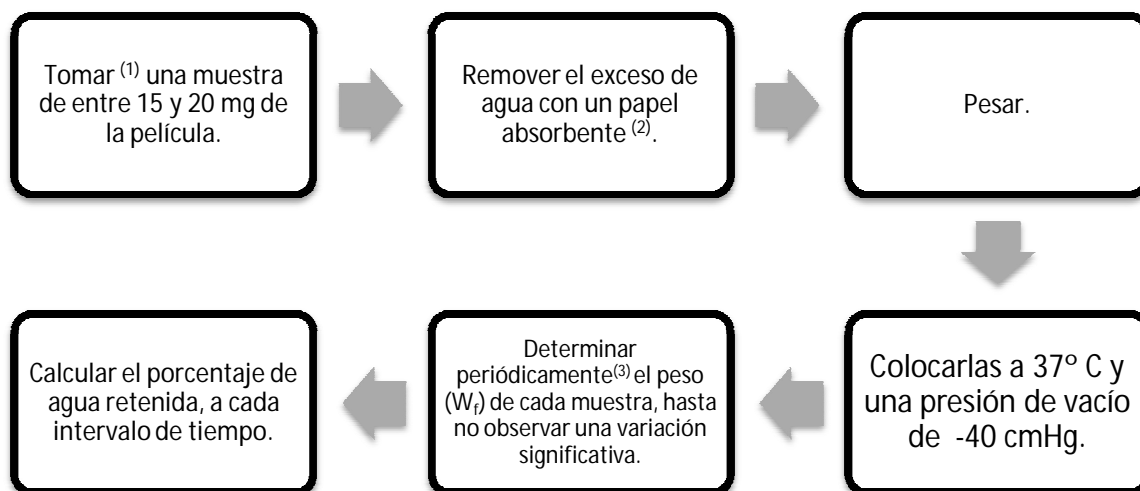 Tomar (1) una muestra
de entre 15 y 20 mg de
la película.
Remover el exceso de
agua con un papel
absorbente (2).
Pesar.
Colocarlas a 37° C y
una presión de vacío
de -40 cmHg.
Determinar
periódicamente(3) el peso
(Wf) de cada muestra, hasta
no observar una variación
significativa.
Calcular el porcentaje de
agua retenida, a cada
intervalo de tiempo.